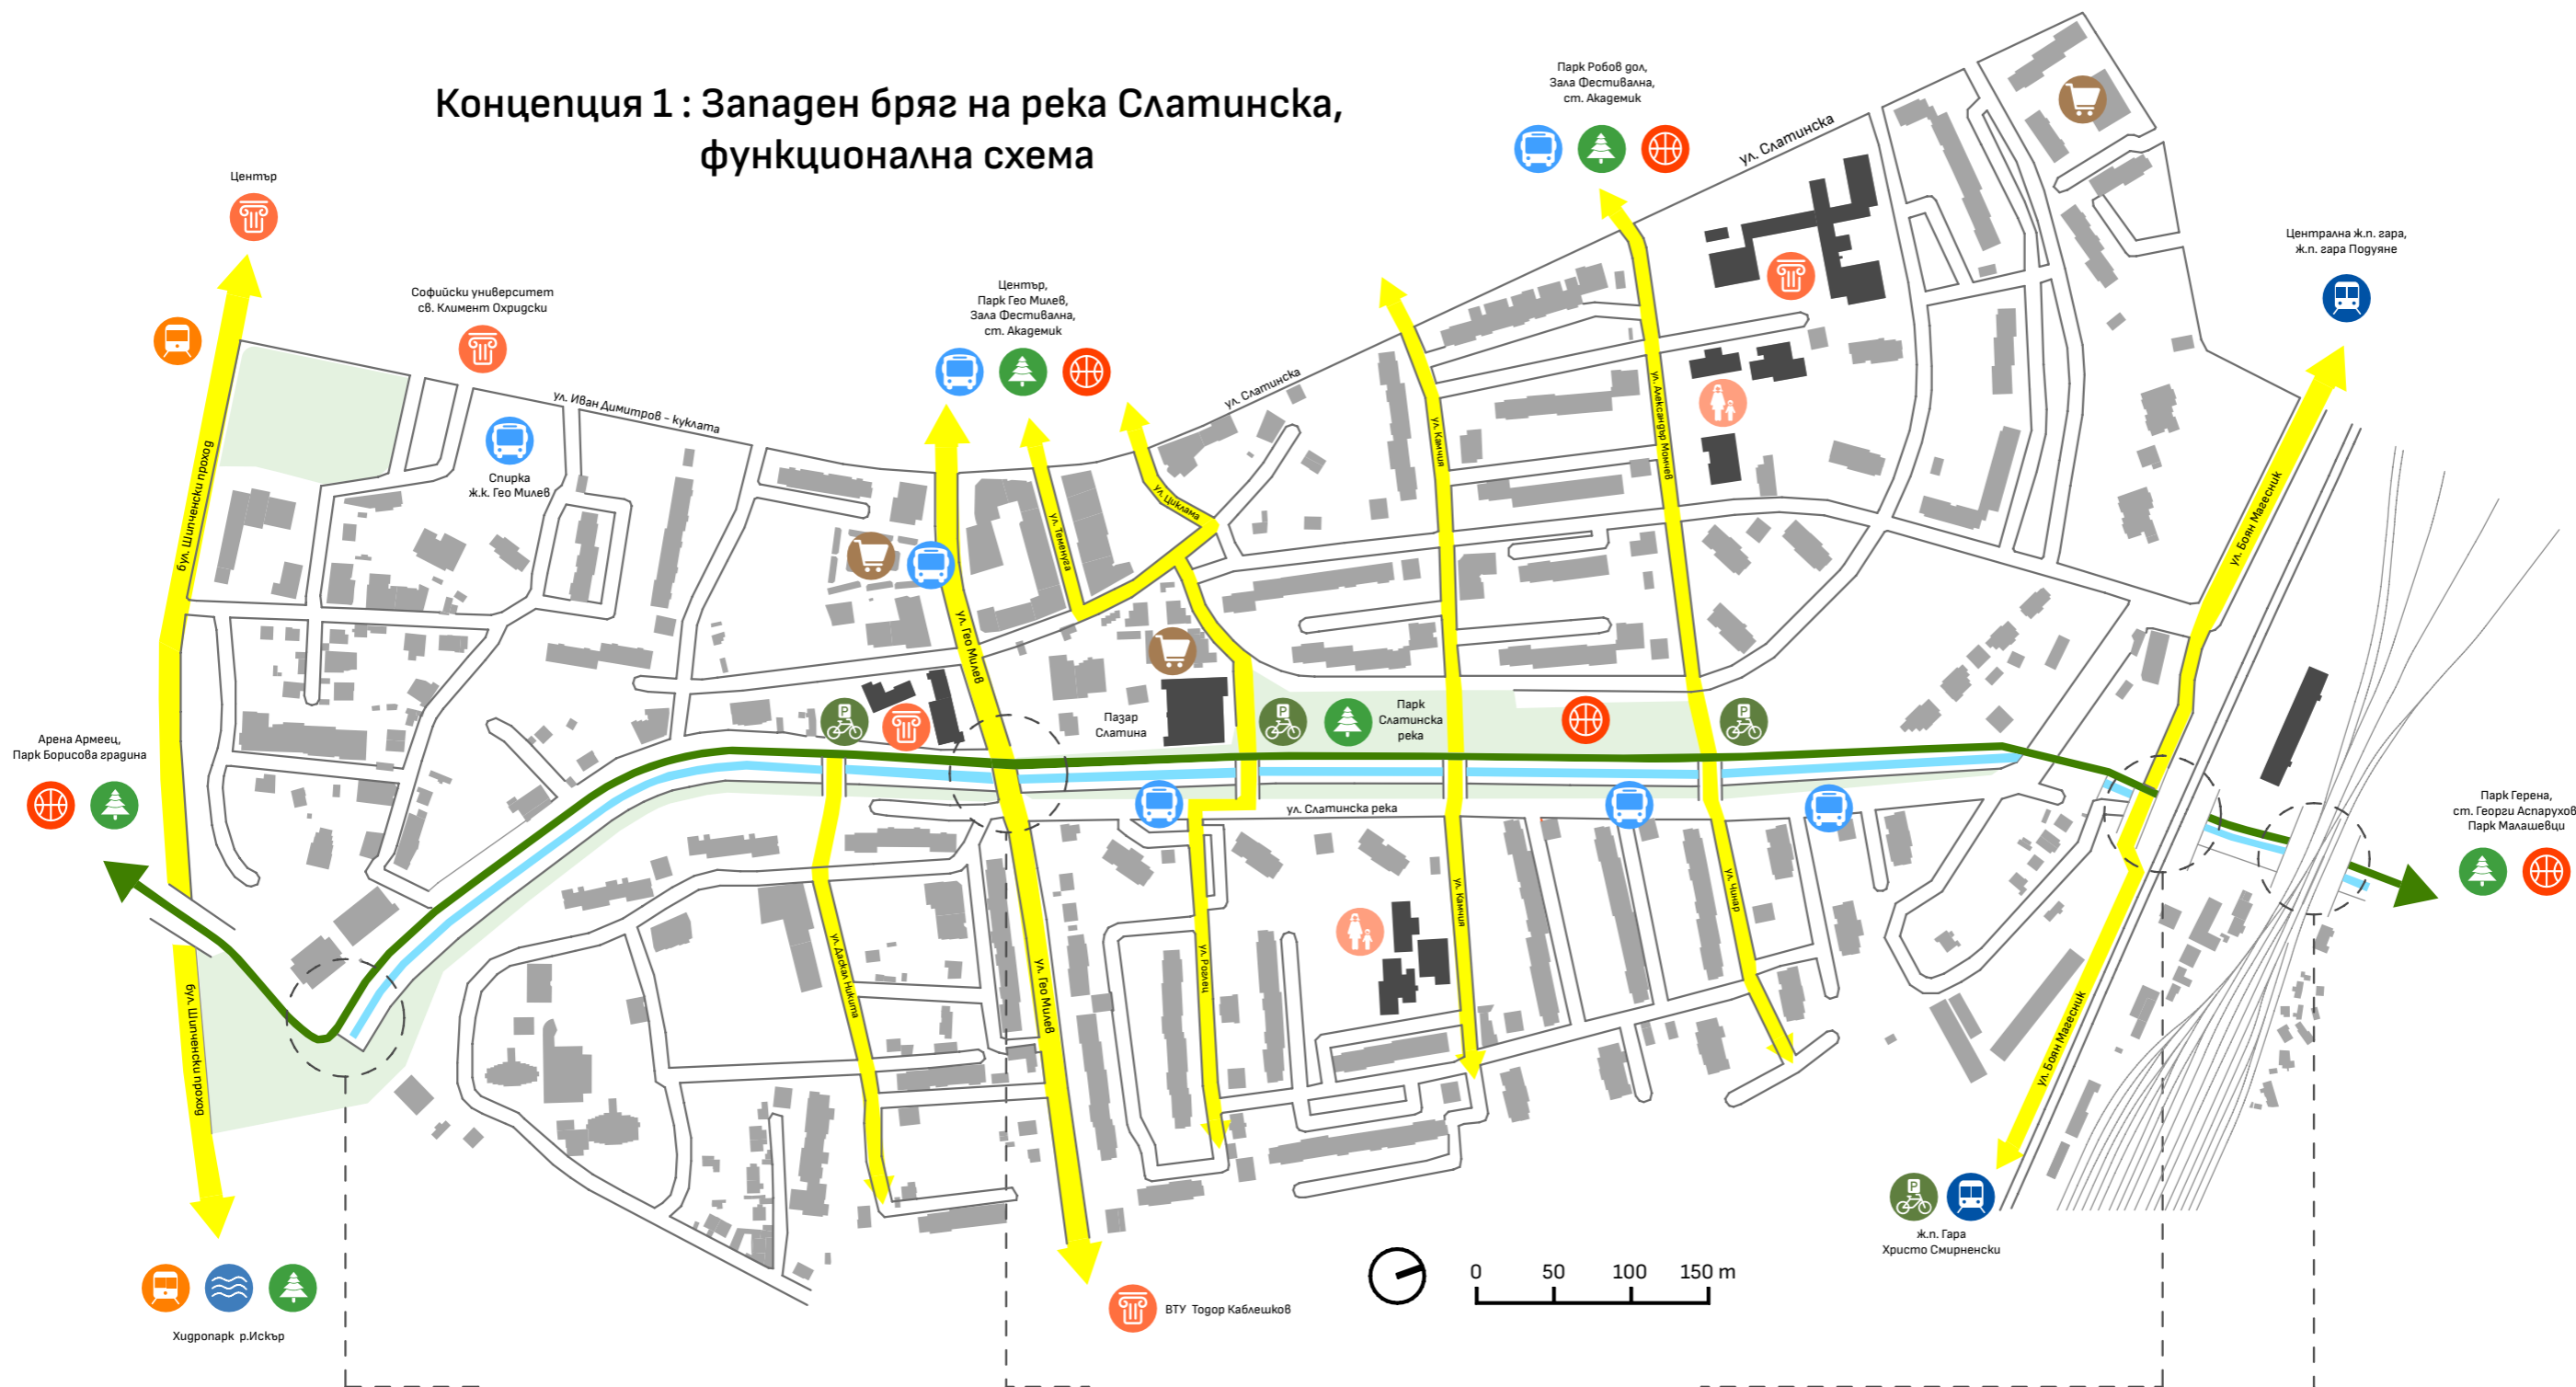 Концепция 1 : Западен бряг на река Слатинска,
функционална схема
Център
Парк Робов дол,
Зала Фестивална,
ст. Академик
ул. Слатинска
Централна ж.п. гара,
ж.п. гара Подуяне
Софийски университет
св. Климент Охридски
Център,
Парк Гео Милев,
Зала Фестивална,
ст. Академик
ул. Слатинска
ул. Иван Димитров - куклата
Спирка
ж.к. Гео Милев
бул. Шипченски проход
ул. Теменуга
ул. Циклама
ул. Камчия
ул. Александър Момчев
ул. Боян Магесник
ул. Гео Милев
Пазар
Слатина
P
P
Парк
Слатинска
река
P
Арена Армеец,
Парк Борисова градина
ул. Слатинска река
Парк Герена,
ст. Георги Аспарухов
Парк Малашевци
ул. Даскал Никита
ул. Гео Милев
ул. Роглец
ул. Камчия
ул. Чинар
ул. Боян Магесник
бул. Шипченски проход
P
ж.п. Гара
Христо Смирненски
0 50 100 150 m
ВТУ Тодор Каблешков
Хидропарк р.Искър